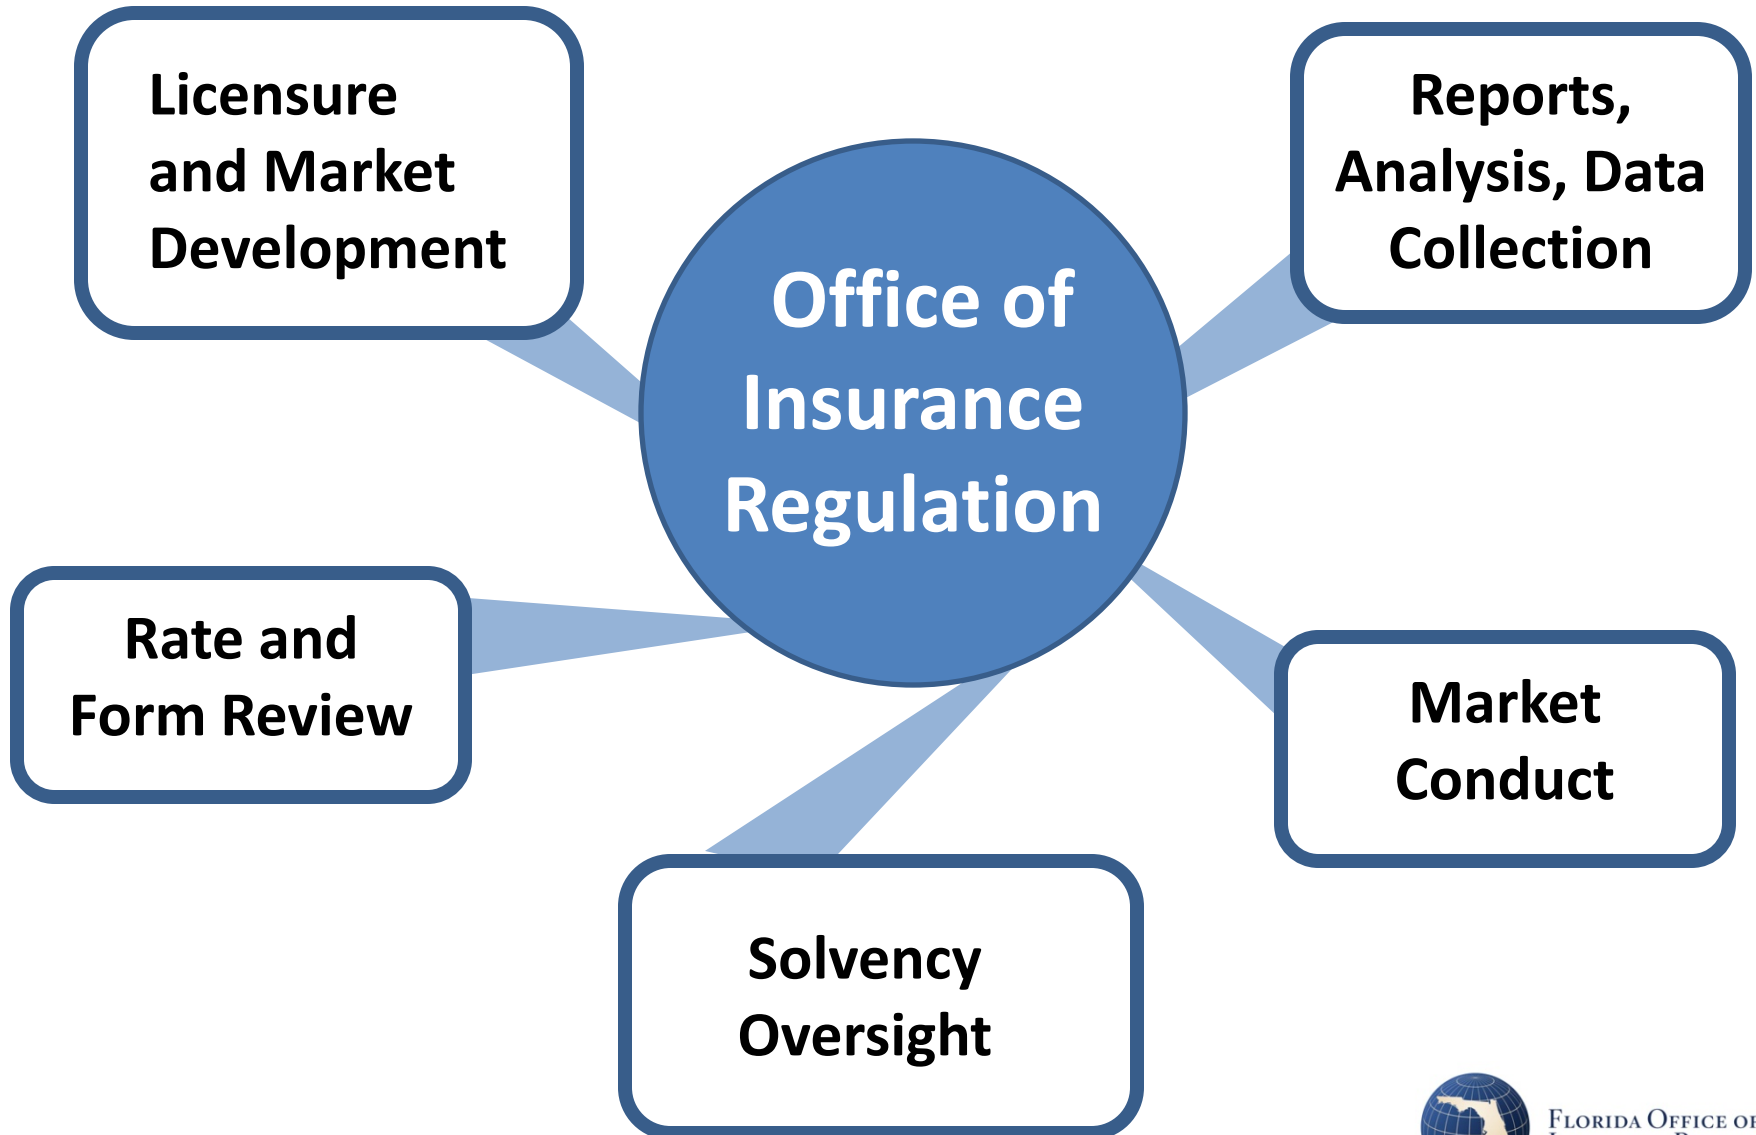 Licensure
and Market
Development
Reports,
Analysis, Data
Collection
Office of
Insurance
Regulation
Rate and
Form Review
Market
Conduct
Solvency
Oversight
FLORIDA OFFICE OF